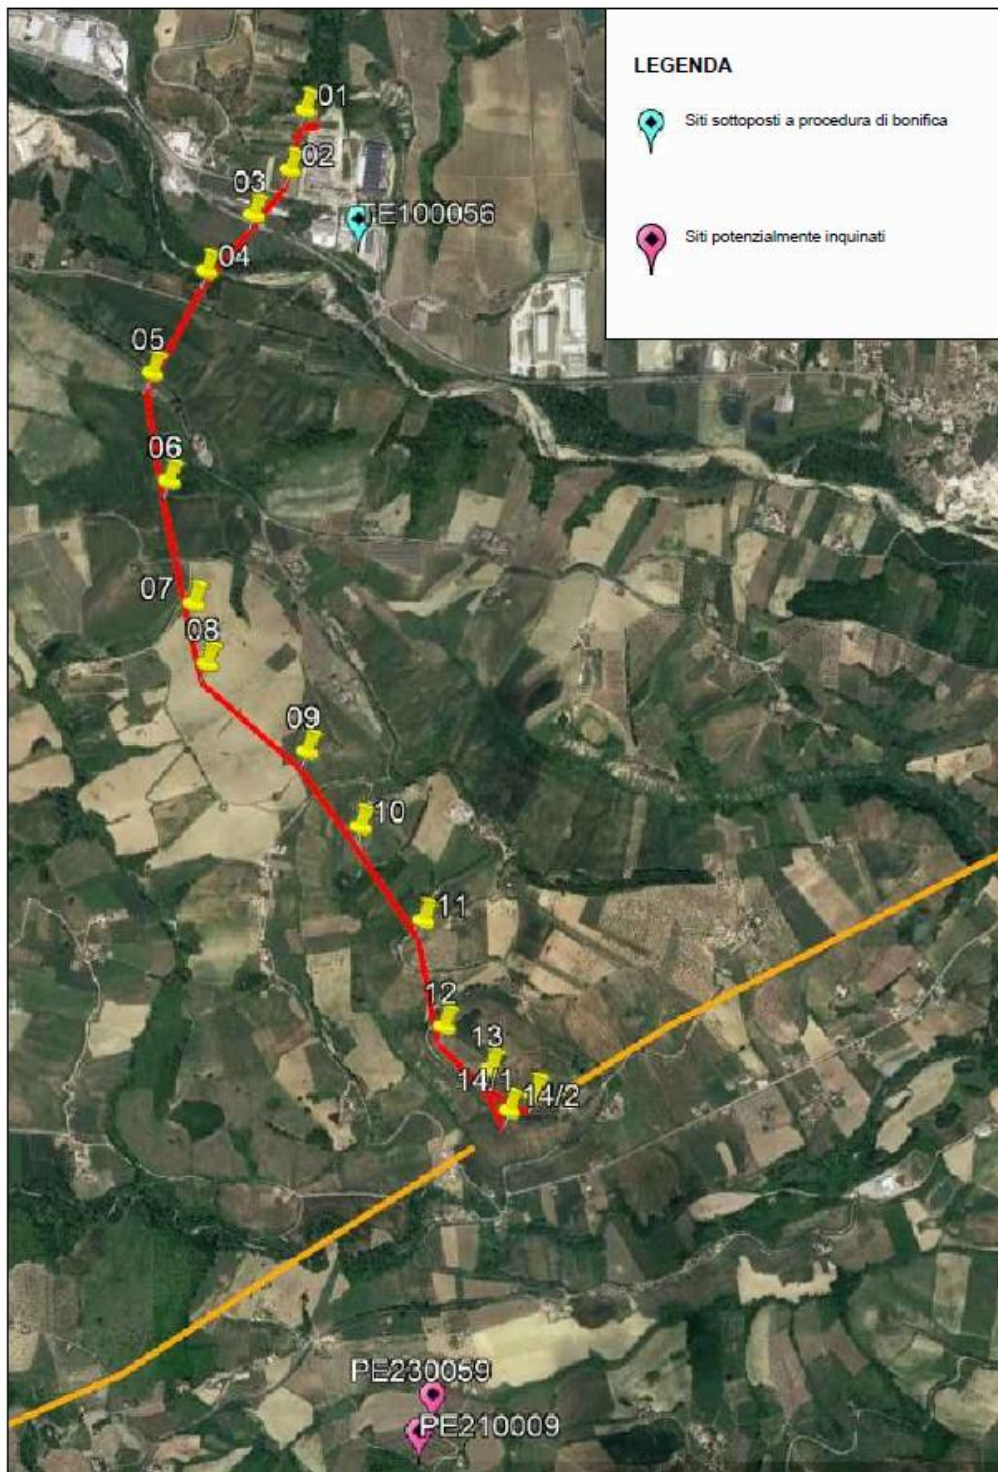 LEGENDA
Siti sottoposti a procedura di bonifica
Siti potenzialmente inquinati
01
02
03
TE100056
04
05
06
07
08
09
10
11
12
13
14/1
14/2
PE230059
PE210009